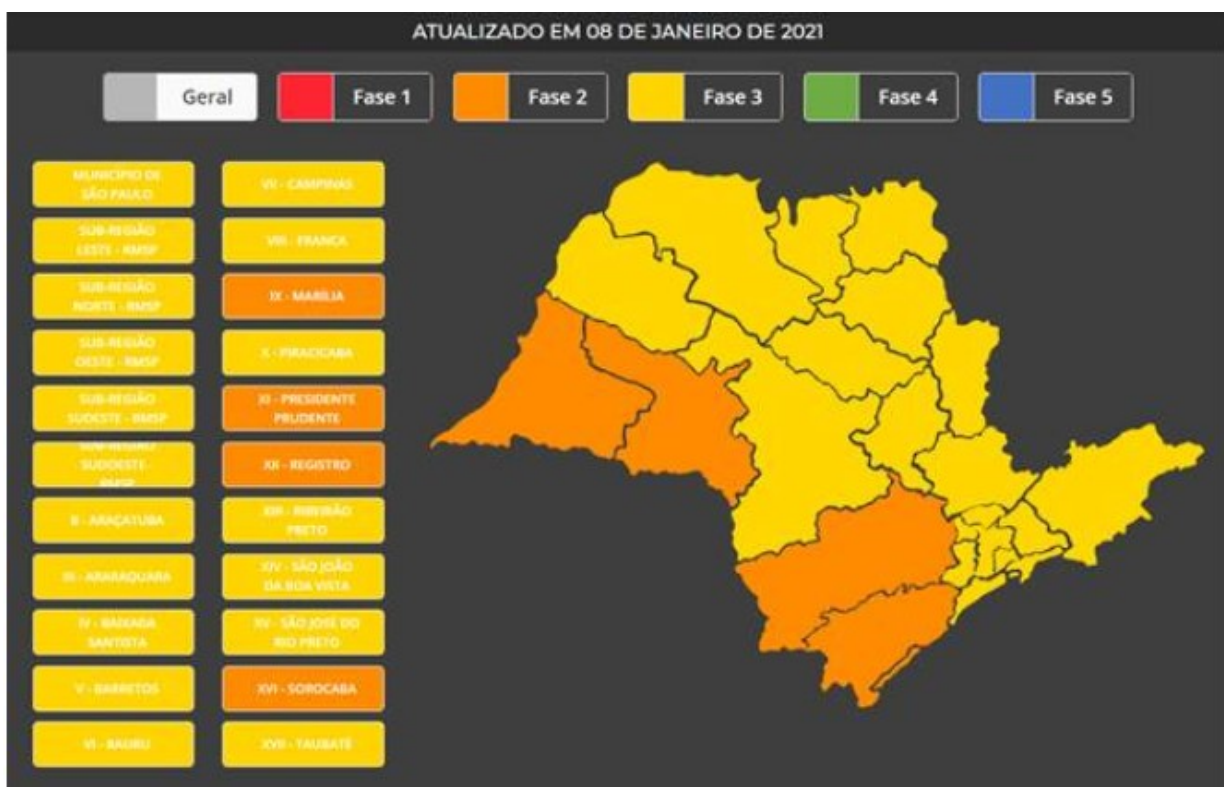 ATUALIZADO EM 08 DE JANEIRO DE 2021
Geral
Fase 1
Fase 2
Fase 3
Fase 4
Fase 5
MUNICÍPIO DE
SÃO PAULO
VII - CAMPINAS
SUB-REGIÃO
LESTE - RMSP
VIII - FRANCA
SUB-REGIÃO
NORTE - RMSP
IX - MARÍLIA
SUB-REGIÃO
OESTE - RMSP
X - PIRACICABA
SUB-REGIÃO
SUDESTE - RMSP
XI - PRESIDENTE
PRUDENTE
SUB-REGIÃO
SUDOESTE -
RMSP
XII - REGISTRO
II - ARAÇATUBA
XIII - RIBEIRÃO
PRETO
III - ARARAQUARA
XIV - SÃO JOÃO
DA BOA VISTA
IV - BAIXADA
SANTISTA
XV - SÃO JOSÉ DO
RIO PRETO
V - BARRETOS
XVI - SOROCABA
VI - BAURU
XVII - TAUBATÉ